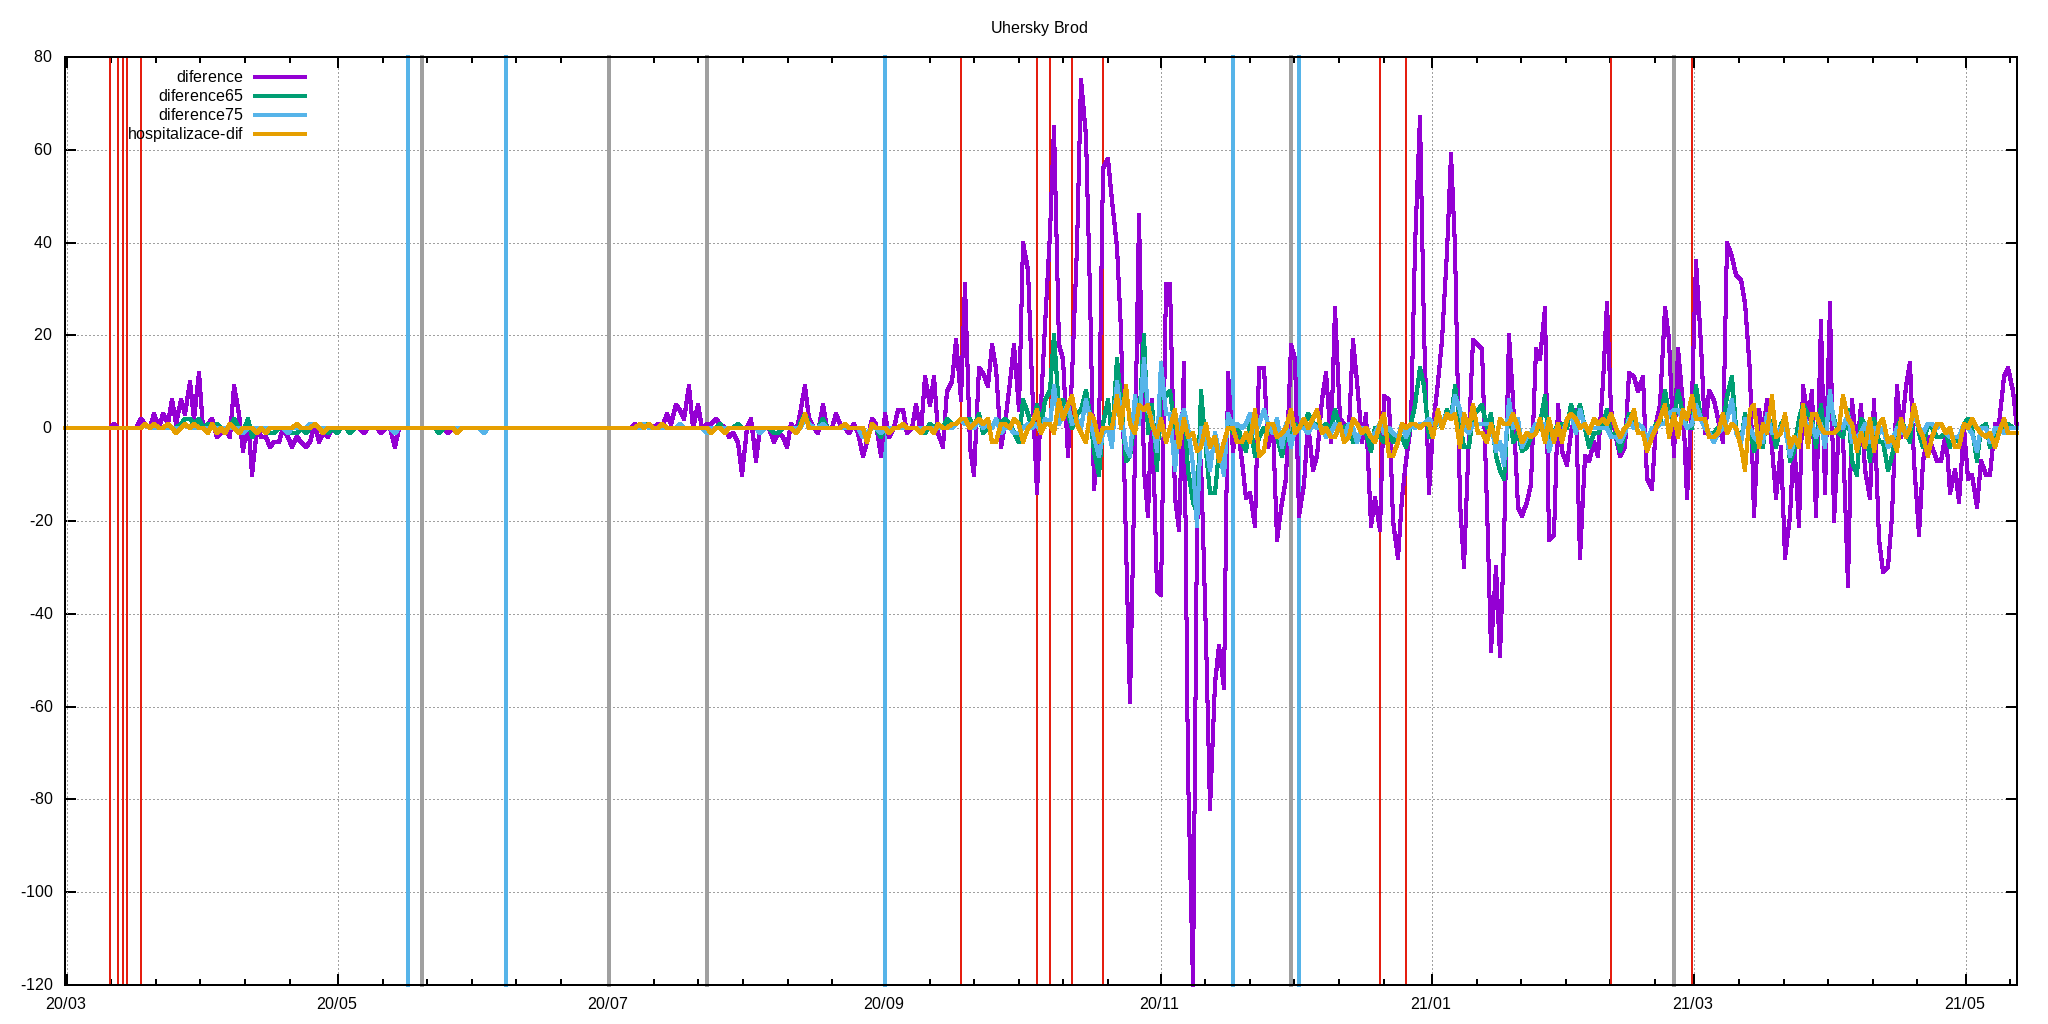 Uhersky Brod
diference
diference65
diference75
hospitalizace-dif
80
60
40
20
0
-20
-40
-60
-80
-100
-120
20/03 20/05 20/07 20/09 20/11 21/01 21/03 21/05